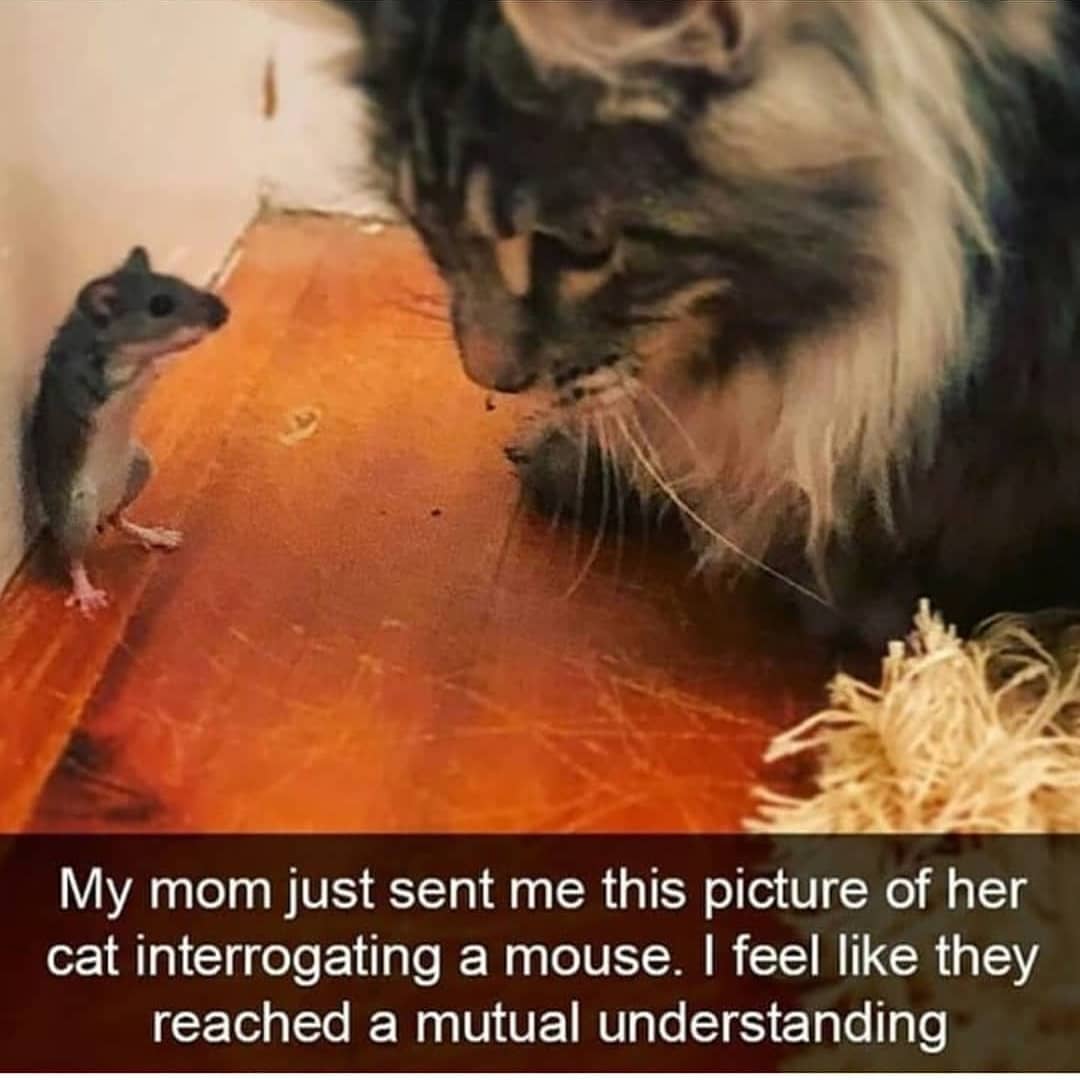 My mom just sent me this picture of her
cat interrogating a mouse. I feel like they
reached a mutual understanding